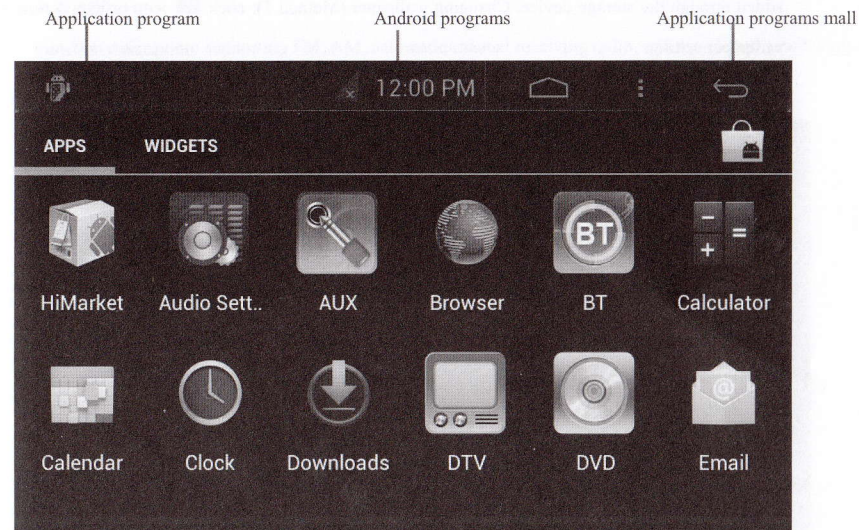 Application program Android programs Application programs mall
12:00 PM
APPS WIDGETS
BT
HiMarket Audio Sett.. AUX Browser BT Calculator
Calendar Clock Downloads DTV DVD Email